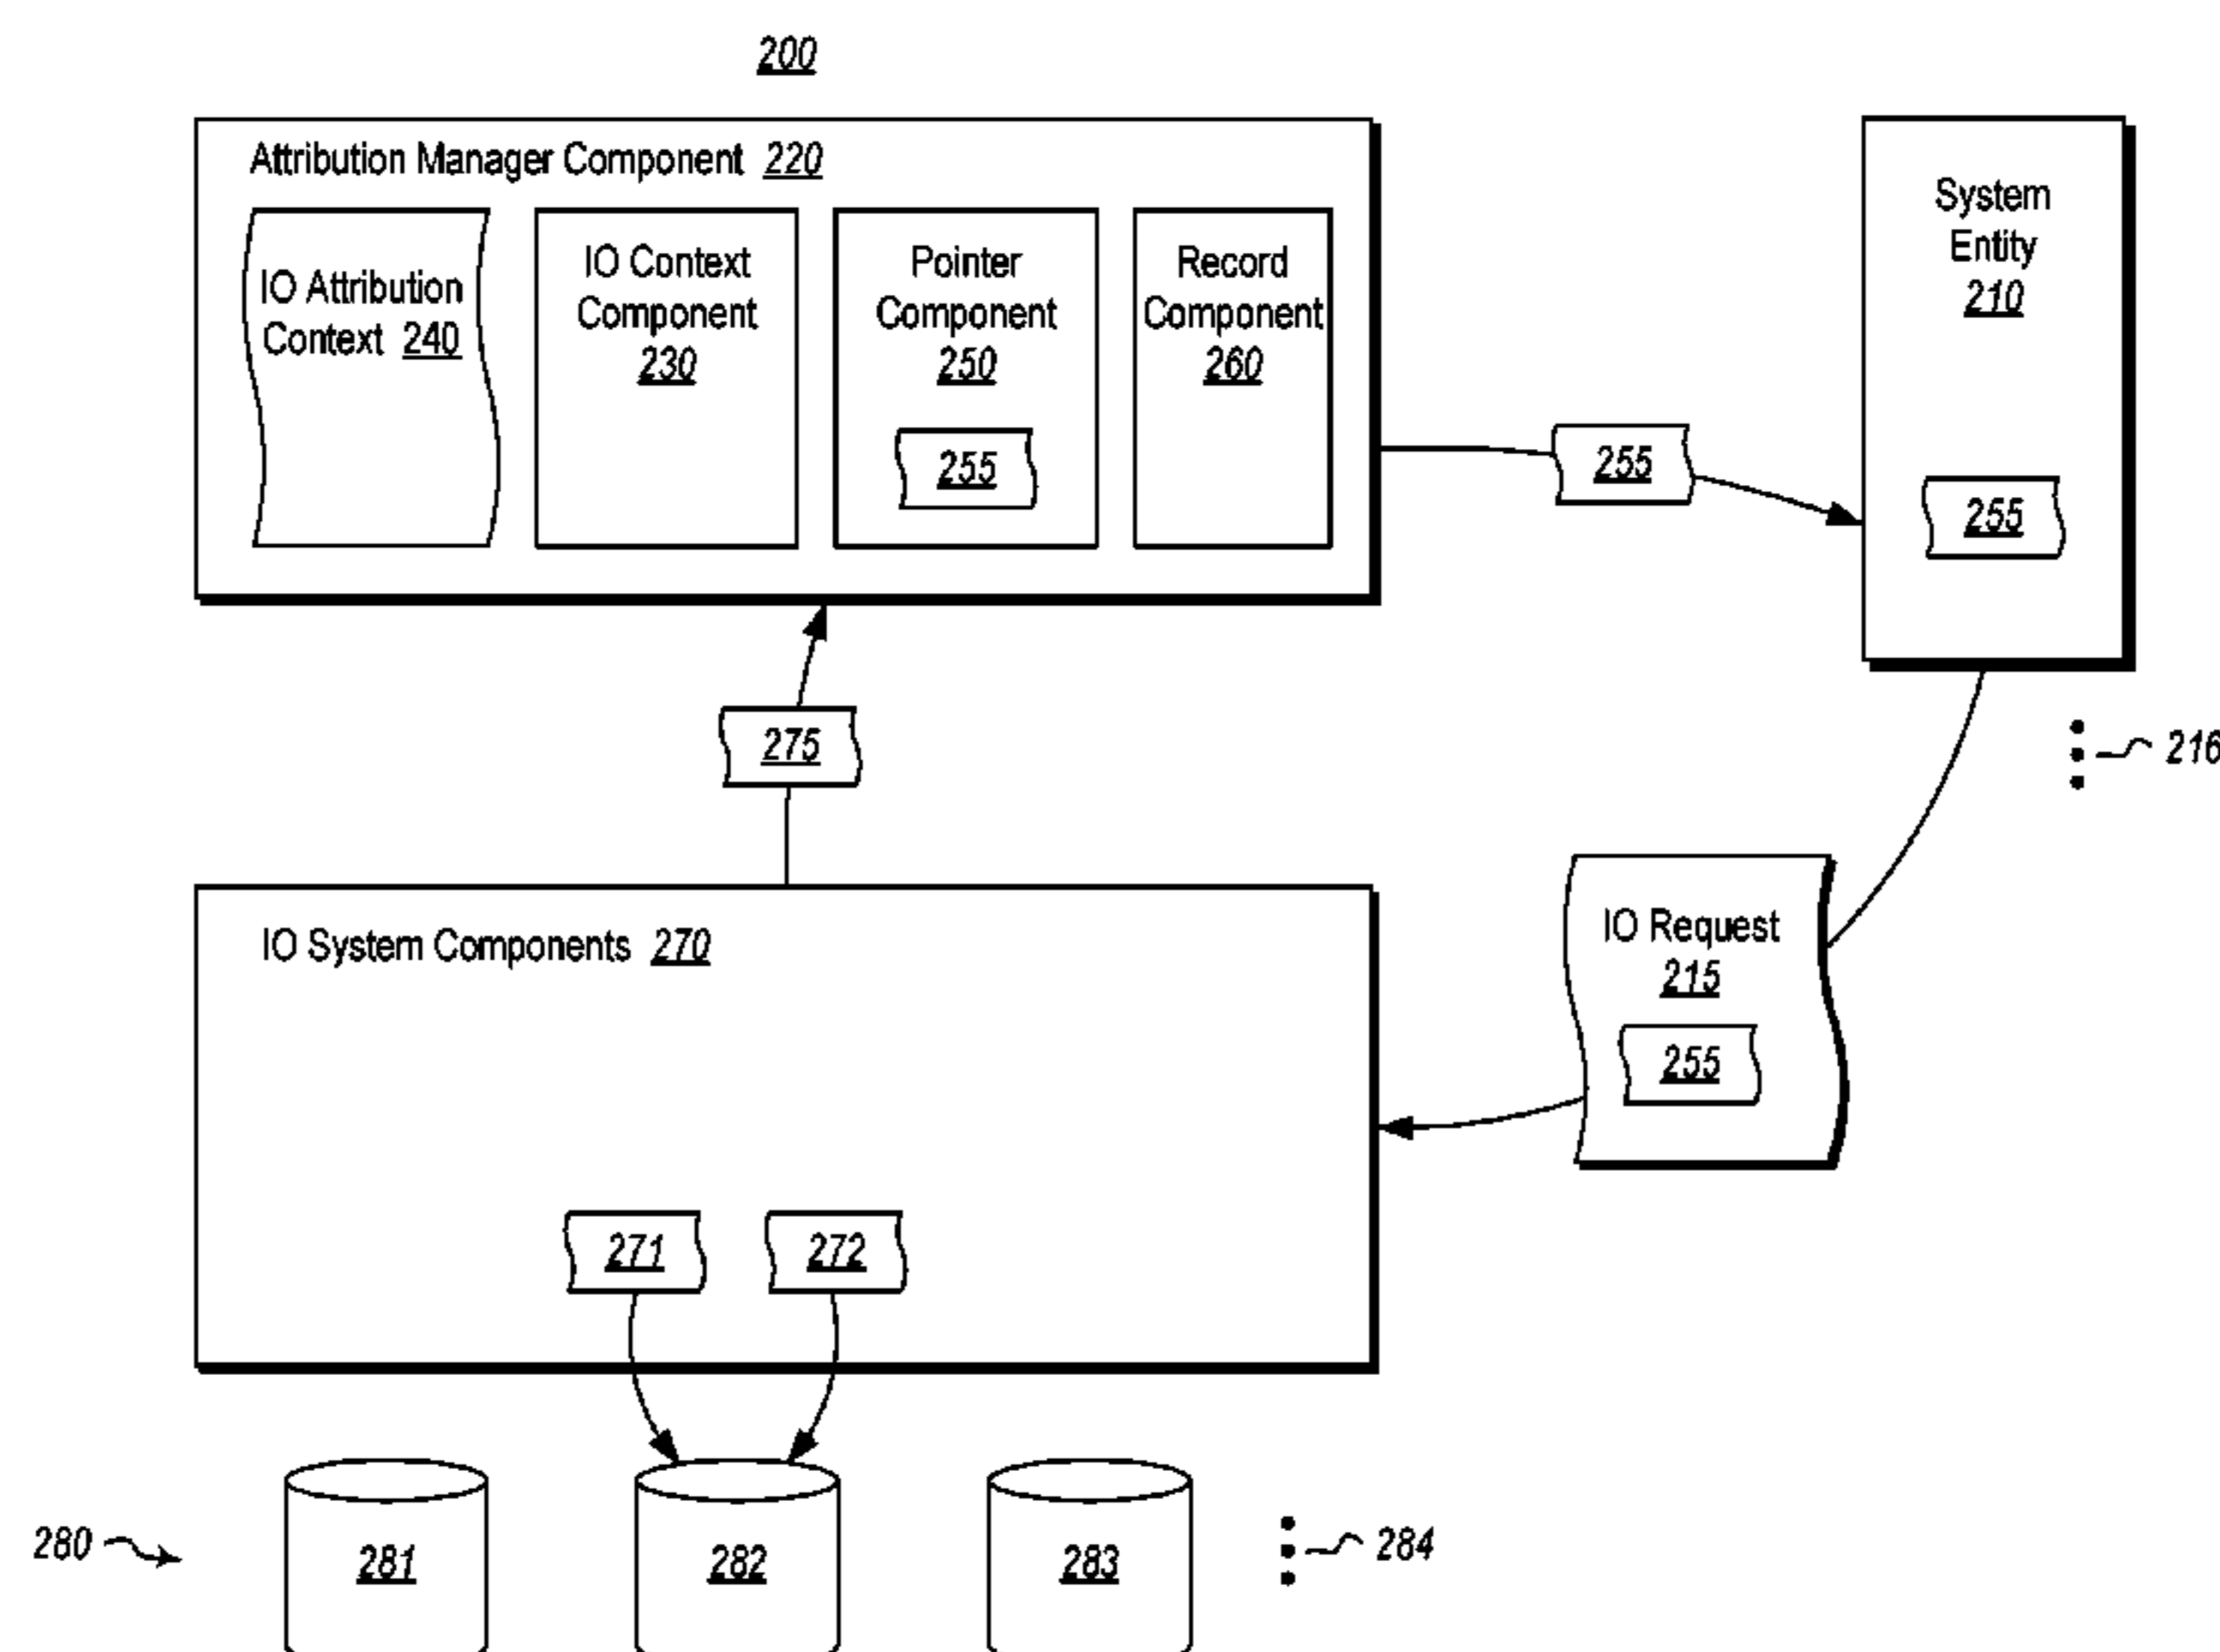 200
Attribution Manager Component 220
IO Attribution
Context 240
IO Context
Component
230
Pointer
Component
250
255
Record
Component
260
255
System
Entity
210
255
275
216
IO System Components 270
IO Request
215
255
271
272
280
281
282
283
284